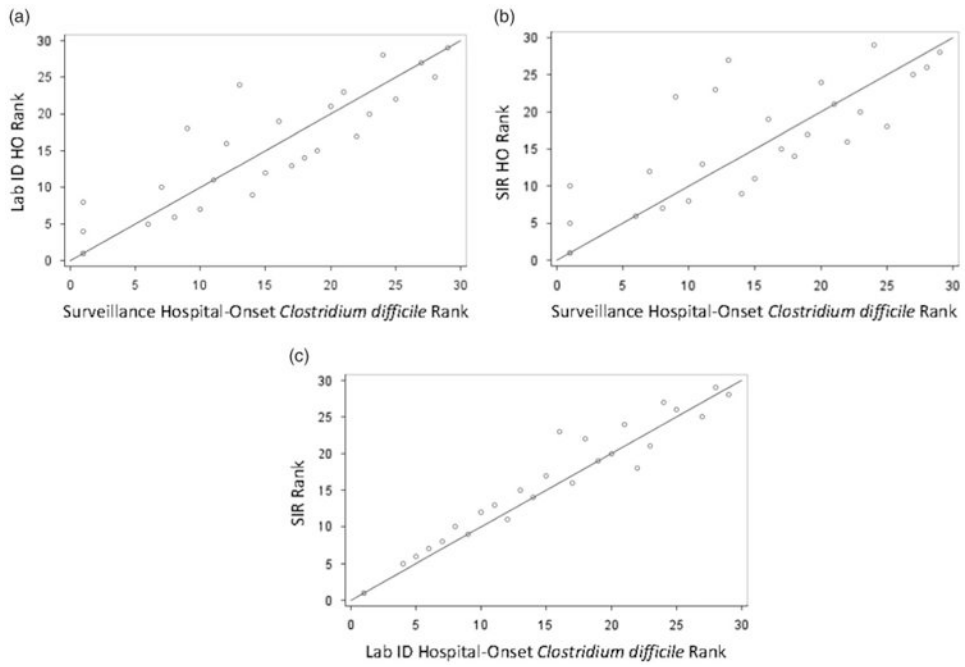 (a)
30
25
20
15
10
5
0
Lab ID HO Rank
0 5 10 15 20 25 30
Surveillance Hospital-Onset Clostridium difficile Rank
(b)
30
25
20
15
10
5
0
SIR HO Rank
0 5 10 15 20 25 30
Surveillance Hospital-Onset Clostridium difficile Rank
(c)
30
25
20
15
10
5
0
SIR Rank
0 5 10 15 20 25 30
Lab ID Hospital-Onset Clostridium difficile Rank